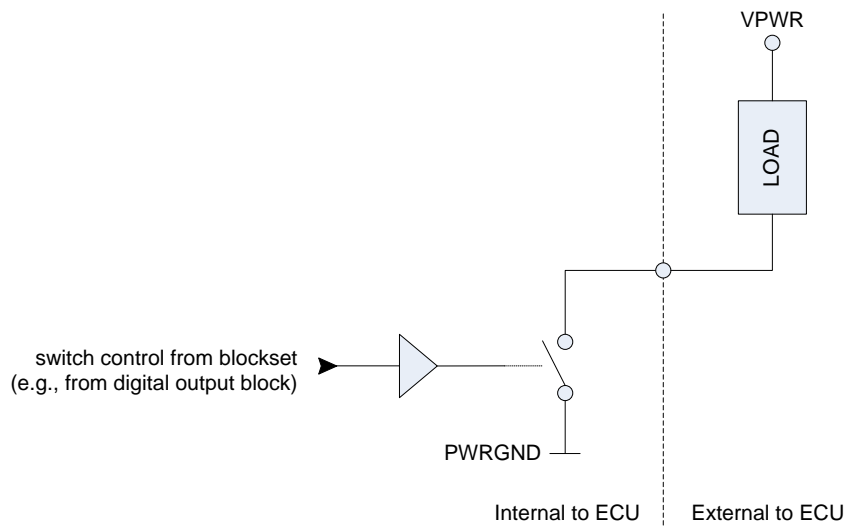 VPWR
LOAD
switch control from blockset
(e.g., from digital output block)
PWRGND
Internal to ECU
External to ECU